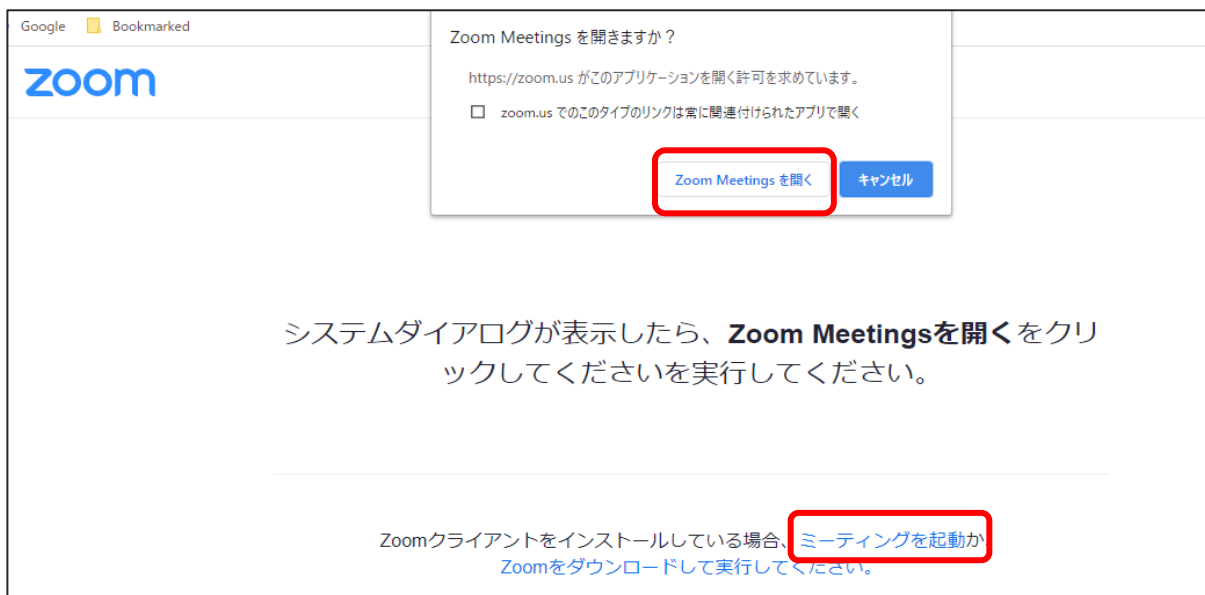 Google Bookmarked
zoom
Zoom Meetings を開きますか？
https://zoom.us がこのアプリケーションを開く許可を求めています。
zoom.us でのこのタイプのリンクは常に関連付けられたアプリで開く
Zoom Meetings を開く キャンセル
システムダイアログが表示したら、Zoom Meetingsを開くをクリ
ックしてくださいを実行してください。
Zoomクライアントをインストールしている場合、ミーティングを起動か
Zoomをダウンロードして実行してください。